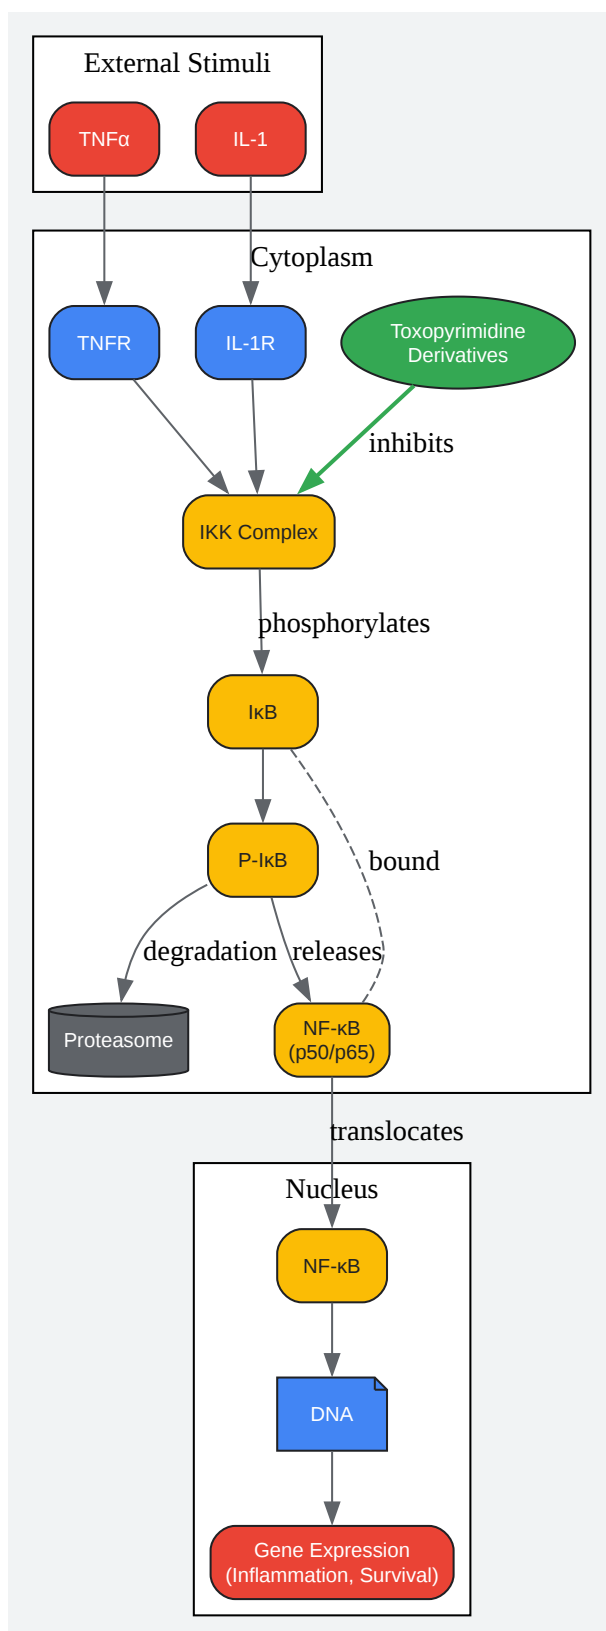 External Stimuli
TNFα
IL-1
Cytoplasm
TNFR
IL-1R
Toxopyrimidine
Derivatives
inhibits
IKK Complex
phosphorylates
IκB
P-IκB
bound
degradation
releases
Proteasome
NF-κB
(p50/p65)
translocates
Nucleus
NF-κB
DNA
Gene Expression
(Inflammation, Survival)